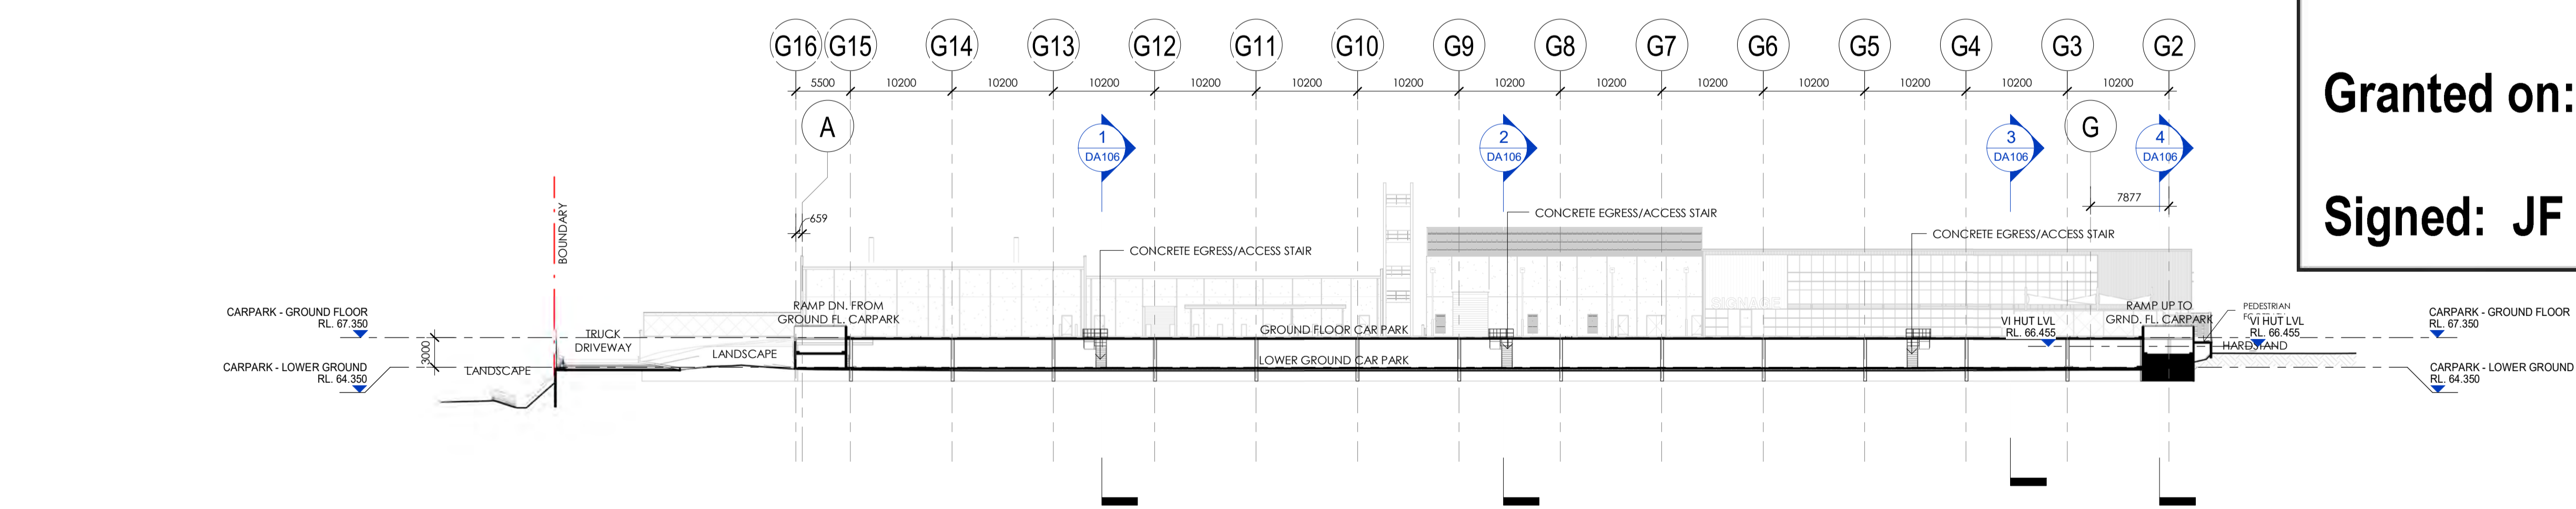 G16 G15 G14 G13 G12 G11 G10 G9 G8 G7 G6 G5 G4 G3 G2
5500 10200 10200 10200 10200 10200 10200 10200 10200 10200 10200 10200 10200 10200
Granted on:
A
1
DA106
2
DA106
3
DA106
G
4
DA106
7877
Signed: JF
659
BOUNDARY
CONCRETE EGRESS/ACCESS STAIR
CONCRETE EGRESS/ACCESS STAIR
CONCRETE EGRESS/ACCESS STAIR
SIGNAGE
CARPARK - GROUND FLOOR
RL. 67.350
3000
CARPARK - LOWER GROUND
RL. 64.350
LANDSCAPE
TRUCK
DRIVEWAY
LANDSCAPE
RAMP DN. FROM
GROUND FL. CARPARK
GROUND FLOOR CAR PARK
LOWER GROUND CAR PARK
VI HUT LVL
RL. 66.455
RAMP UP TO
GRND. FL. CARPARK
PEDESTRIAN
VI HUT LVL
RL. 66.455
HARDSTAND
CARPARK - GROUND FLOOR
RL. 67.350
CARPARK - LOWER GROUND
RL. 64.350